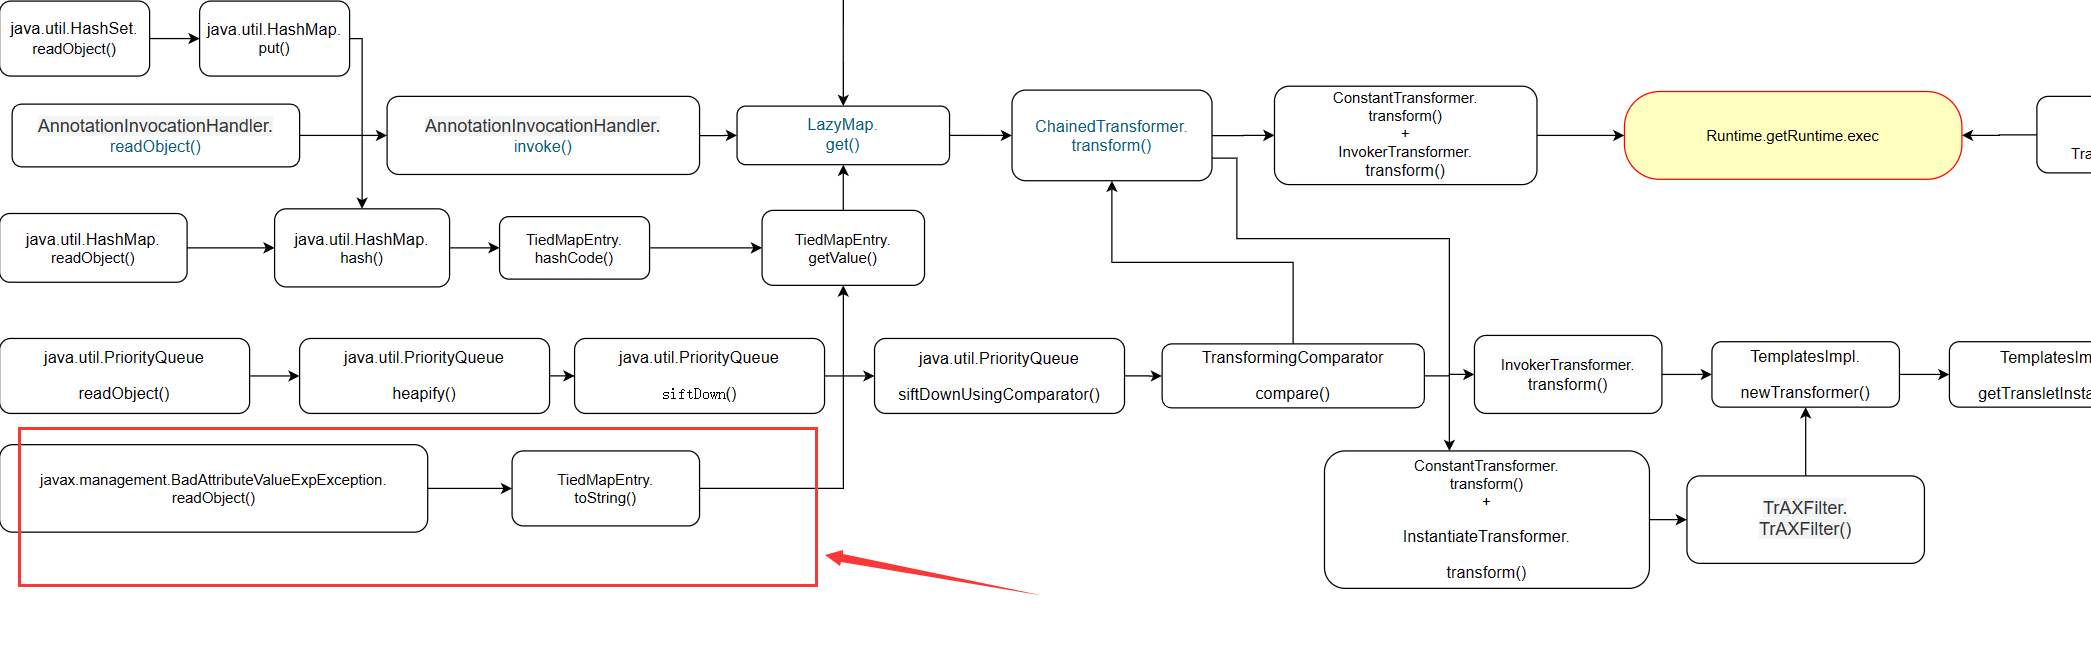 java.util.HashSet.
readObject()
java.util.HashMap.
put()
AnnotationInvocationHandler.
readObject()
AnnotationInvocationHandler.
invoke()
LazyMap.
get()
ChainedTransformer.
transform()
ConstantTransformer.
transform()
+
InvokerTransformer.
transform()
Runtime.getRuntime.exec
Tra
java.util.HashMap.
readObject()
java.util.HashMap.
hash()
TiedMapEntry.
hashCode()
TiedMapEntry.
getValue()
java.util.PriorityQueue
readObject()
java.util.PriorityQueue
heapify()
java.util.PriorityQueue
siftDown()
java.util.PriorityQueue
siftDownUsingComparator()
TransformingComparator
compare()
InvokerTransformer.
transform()
TemplatesImpl.
newTransformer()
TemplatesIm
getTransletInsta
javax.management.BadAttributeValueExpException.
readObject()
TiedMapEntry.
toString()
ConstantTransformer.
transform()
+
InstantiateTransformer.
transform()
TrAXFilter.
TrAXFilter()